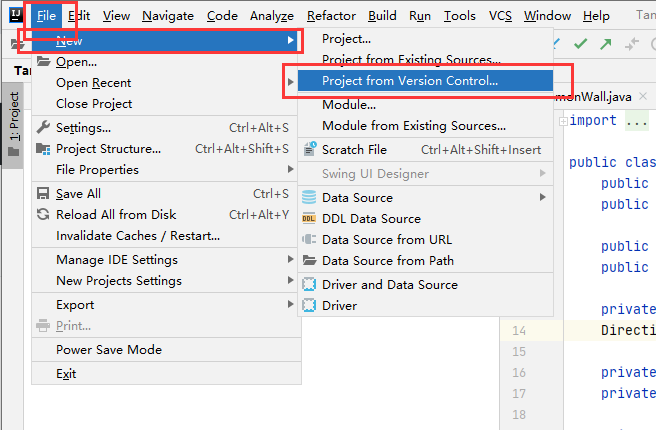 IJ File Edit View Navigate Code Analyze Refactor Build Run Tools VCS Window Help Tan
Tan
1: Project
New
Open...
Open Recent
Close Project
Settings... Ctrl+Alt+S
Project Structure... Ctrl+Alt+Shift+S
File Properties
Save All Ctrl+S
Reload All from Disk Ctrl+Alt+Y
Invalidate Caches / Restart...
Manage IDE Settings
New Projects Settings
Export
Print...
Power Save Mode
Exit
Project...
Project from Existing Sources...
Project from Version Control...
Module...
Module from Existing Sources...
Scratch File Ctrl+Alt+Shift+Insert
Swing UI Designer
Data Source
DDL Data Source
Data Source from URL
Data Source from Path
Driver and Data Source
Driver
monWall.java
import ...
public clas
public
public
public
public
private
14 Directi
15
16 private
17 private
18